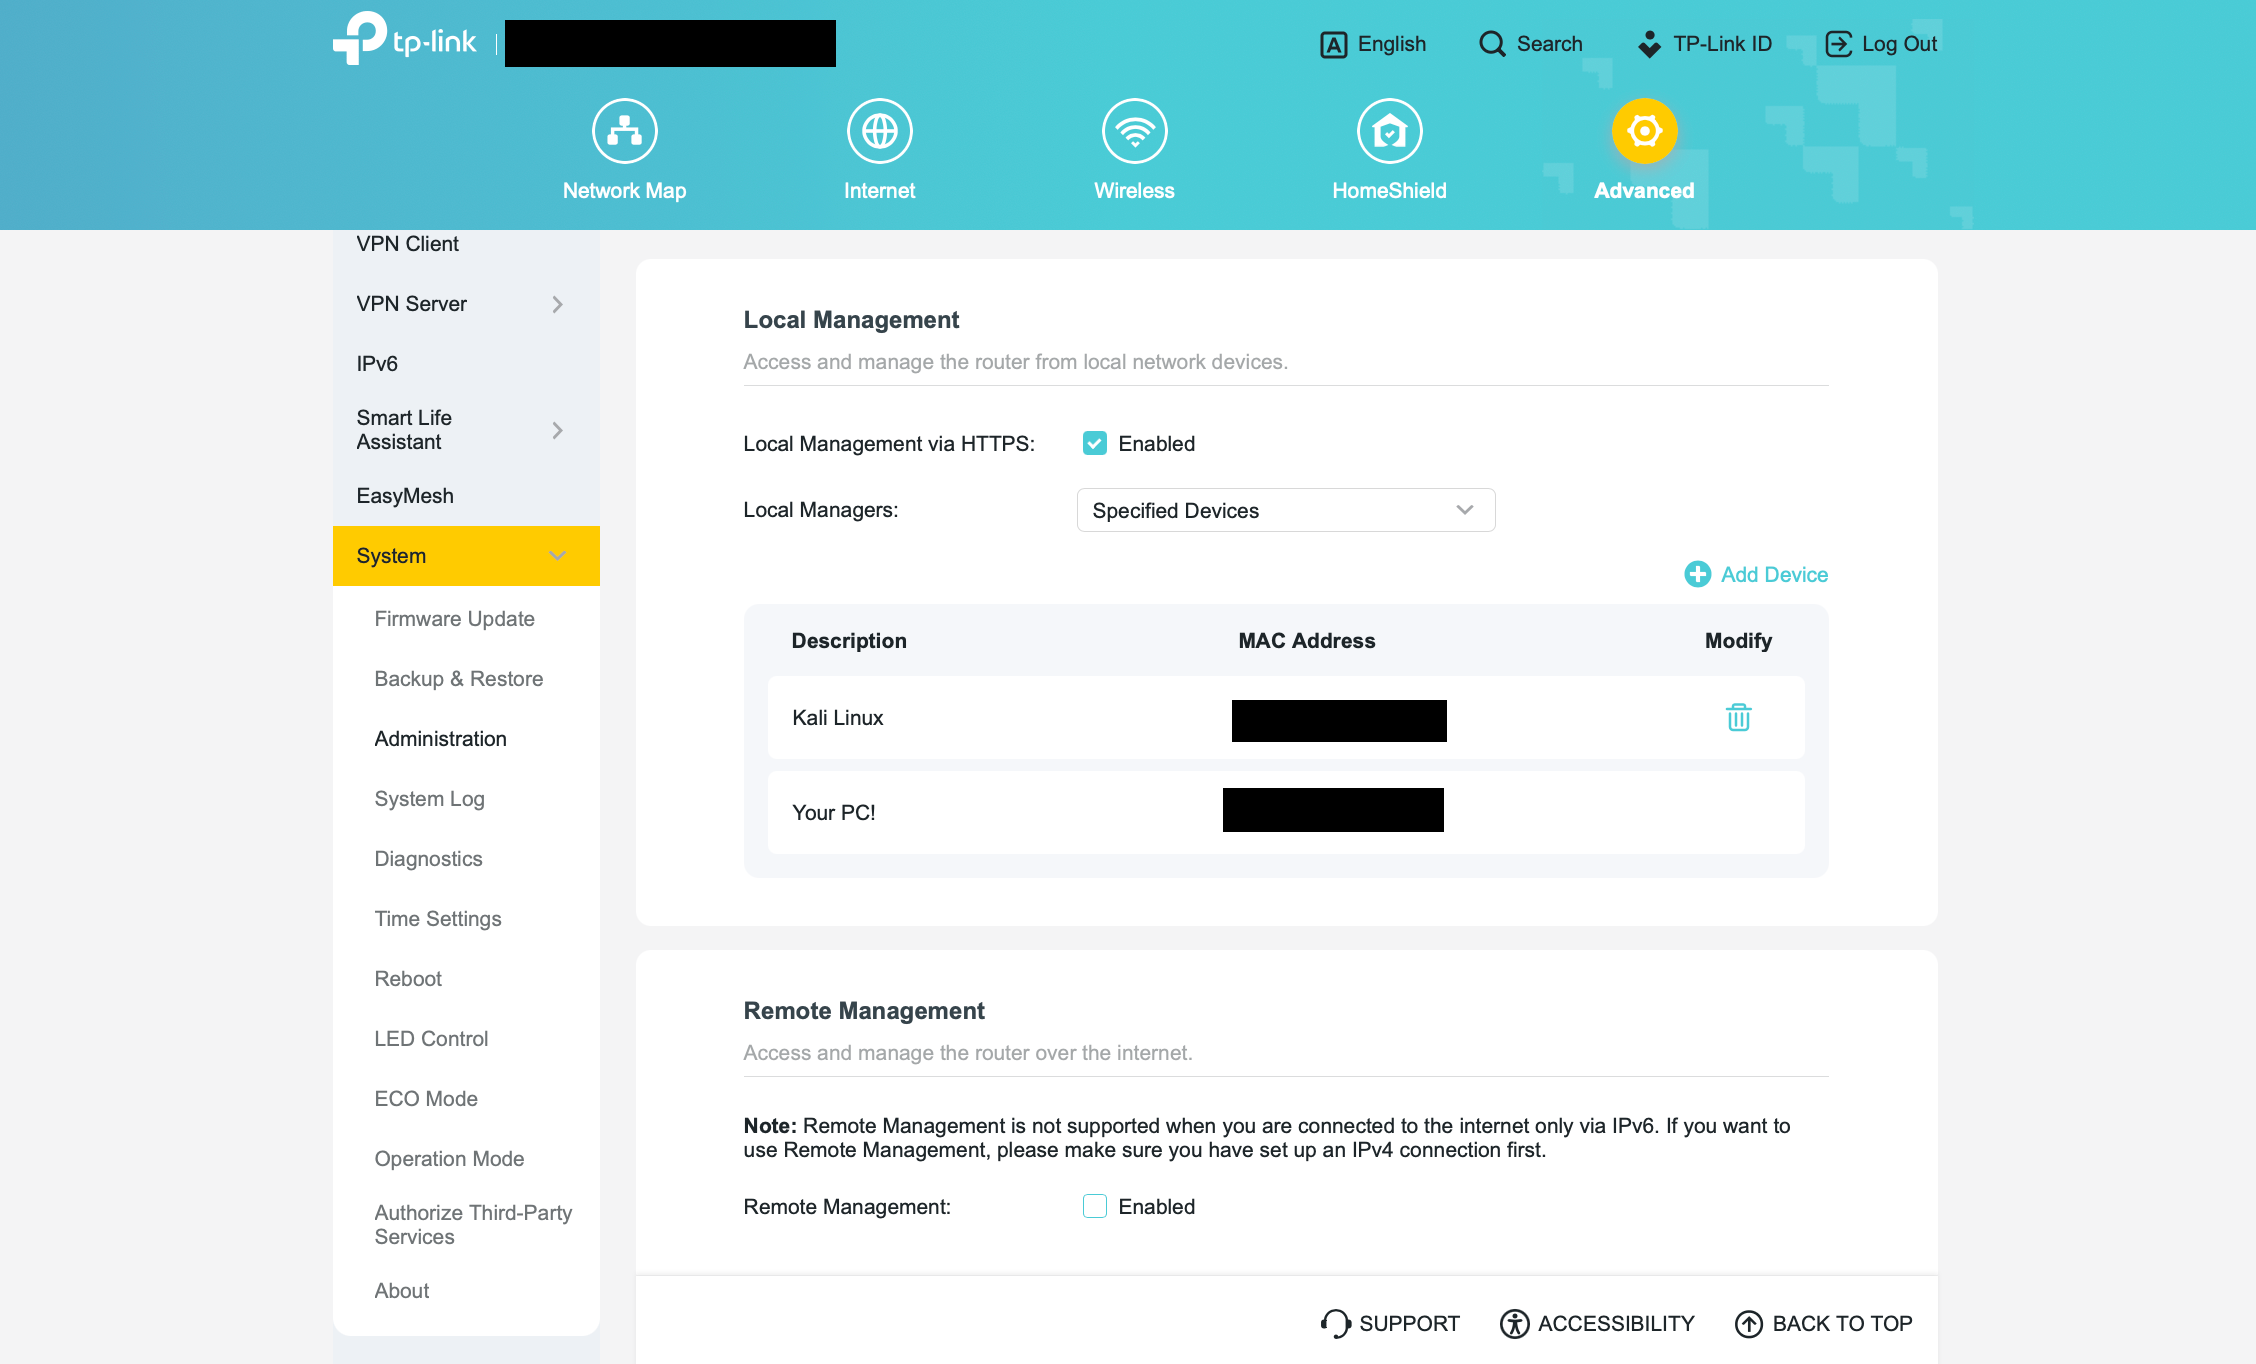 tp-link
English
Search
TP-Link ID
Log Out
Network Map
Internet
Wireless
HomeShield
Advanced
VPN Client
VPN Server
IPv6
Smart Life
Assistant
EasyMesh
System
Firmware Update
Backup & Restore
Administration
System Log
Diagnostics
Time Settings
Reboot
LED Control
ECO Mode
Operation Mode
Authorize Third-Party
Services
About
Local Management
Access and manage the router from local network devices.
Local Management via HTTPS: Enabled
Local Managers: Specified Devices
Add Device
Description MAC Address Modify
Kali Linux
Your PC!
Remote Management
Access and manage the router over the internet.
Note: Remote Management is not supported when you are connected to the internet only via IPv6. If you want to
use Remote Management, please make sure you have set up an IPv4 connection first.
Remote Management: Enabled
SUPPORT
ACCESSIBILITY
BACK TO TOP